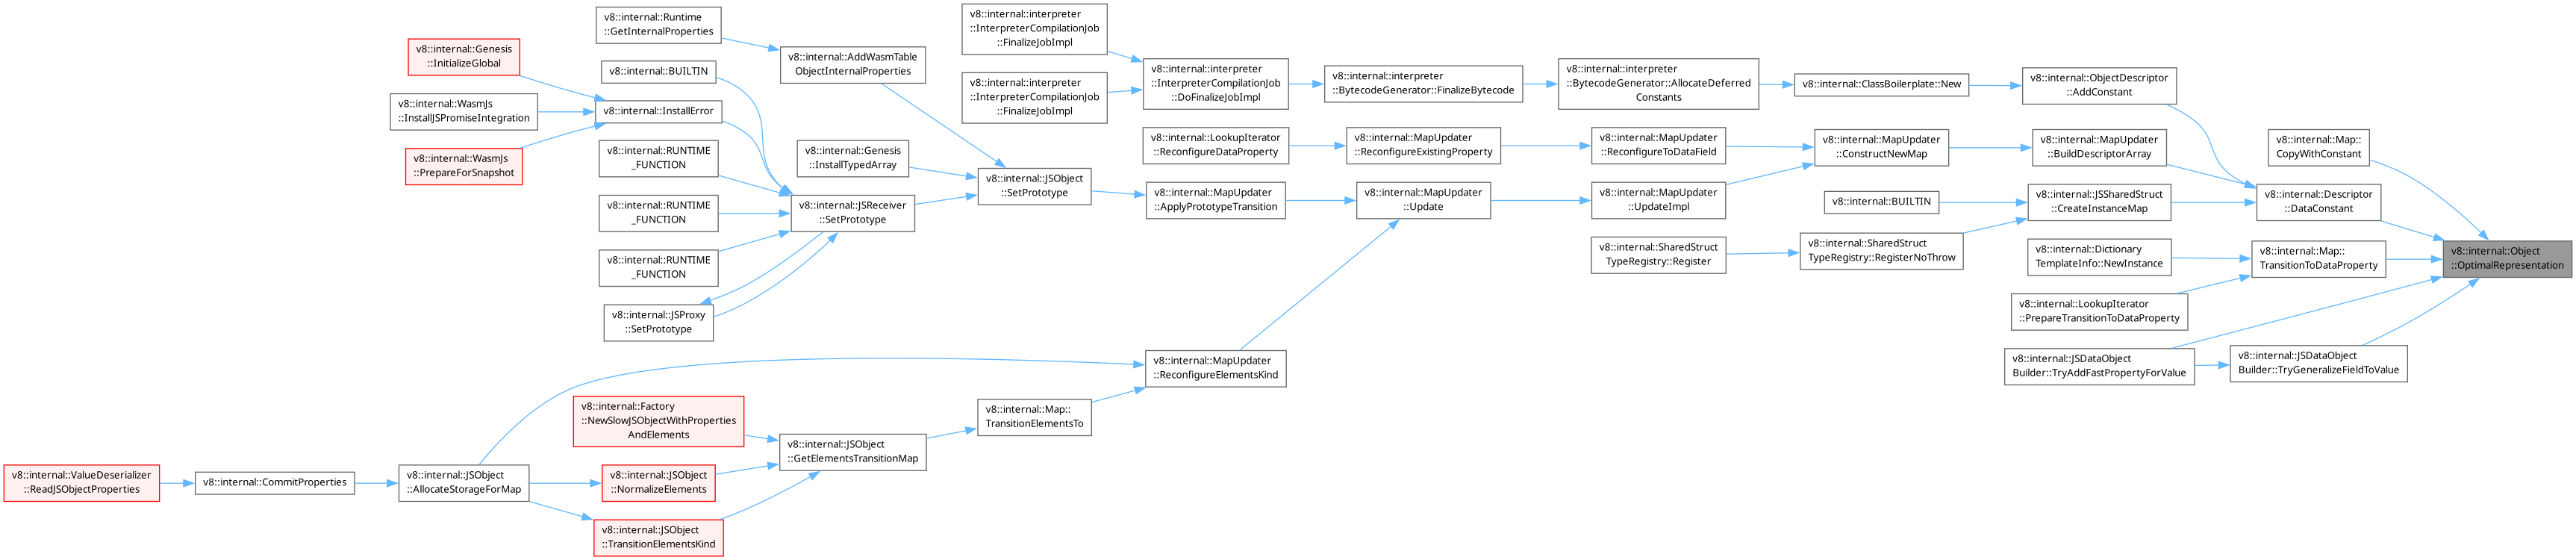 v8::internal::Runtime
::GetInternalProperties
v8::internal::Genesis
::InitializeGlobal
v8::internal::BUILTIN
v8::internal::WasmJs
::InstallJSPromiseIntegration
v8::internal::InstallError
v8::internal::WasmJs
::PrepareForSnapshot
v8::internal::RUNTIME
_FUNCTION
v8::internal::RUNTIME
_FUNCTION
v8::internal::RUNTIME
_FUNCTION
v8::internal::JSProxy
::SetPrototype
v8::internal::AddWasmTable
ObjectInternalProperties
v8::internal::Genesis
::InstallTypedArray
v8::internal::JSReceiver
::SetPrototype
v8::internal::interpreter
::InterpreterCompilationJob
::FinalizeJobImpl
v8::internal::interpreter
::InterpreterCompilationJob
::FinalizeJobImpl
v8::internal::JSObject
::SetPrototype
v8::internal::interpreter
::InterpreterCompilationJob
::DoFinalizeJobImpl
v8::internal::LookupIterator
::ReconfigureDataProperty
v8::internal::MapUpdater
::ApplyPrototypeTransition
v8::internal::interpreter
::BytecodeGenerator::FinalizeBytecode
v8::internal::MapUpdater
::ReconfigureExistingProperty
v8::internal::MapUpdater
::Update
v8::internal::interpreter
::BytecodeGenerator::AllocateDeferred
Constants
v8::internal::MapUpdater
::ReconfigureToDataField
v8::internal::MapUpdater
::UpdateImpl
v8::internal::SharedStruct
TypeRegistry::Register
v8::internal::ClassBoilerplate::New
v8::internal::MapUpdater
::ConstructNewMap
v8::internal::BUILTIN
v8::internal::SharedStruct
TypeRegistry::RegisterNoThrow
v8::internal::ObjectDescriptor
::AddConstant
v8::internal::MapUpdater
::BuildDescriptorArray
v8::internal::JSSharedStruct
::CreateInstanceMap
v8::internal::Dictionary
TemplateInfo::NewInstance
v8::internal::LookupIterator
::PrepareTransitionToDataProperty
v8::internal::JSDataObject
Builder::TryAddFastPropertyForValue
v8::internal::Map::
CopyWithConstant
v8::internal::Descriptor
::DataConstant
v8::internal::Map::
TransitionToDataProperty
v8::internal::JSDataObject
Builder::TryGeneralizeFieldToValue
v8::internal::Object
::OptimalRepresentation
v8::internal::MapUpdater
::ReconfigureElementsKind
v8::internal::Map::
TransitionElementsTo
v8::internal::Factory
::NewSlowJSObjectWithProperties
AndElements
v8::internal::JSObject
::GetElementsTransitionMap
v8::internal::ValueDeserializer
::ReadJSObjectProperties
v8::internal::CommitProperties
v8::internal::JSObject
::AllocateStorageForMap
v8::internal::JSObject
::NormalizeElements
v8::internal::JSObject
::TransitionElementsKind